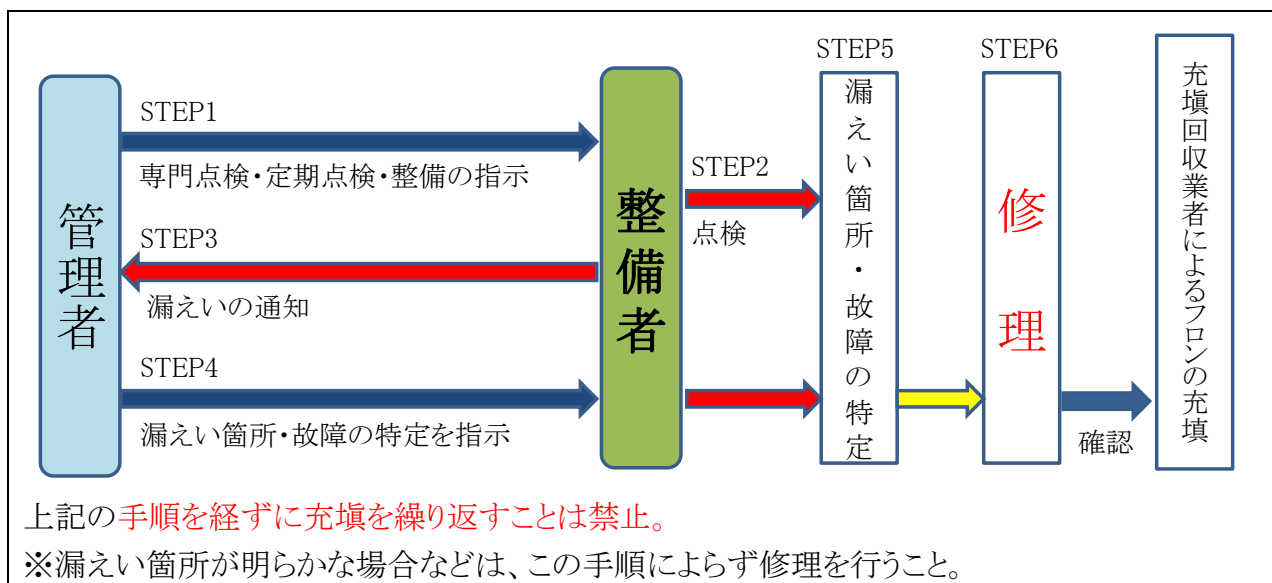 管理者
STEP1
専門点検・定期点検・整備の指示
STEP3
漏えいの通知
STEP4
漏えい箇所・故障の特定を指示
整備者
STEP2
点検
STEP5
漏えい箇所・故障の特定
STEP6
修理
確認
充塡回収業者によるフロンの充塡
上記の手順を経ずに充塡を繰り返すことは禁止。
※漏えい箇所が明らかな場合などは、この手順によらず修理を行うこと。